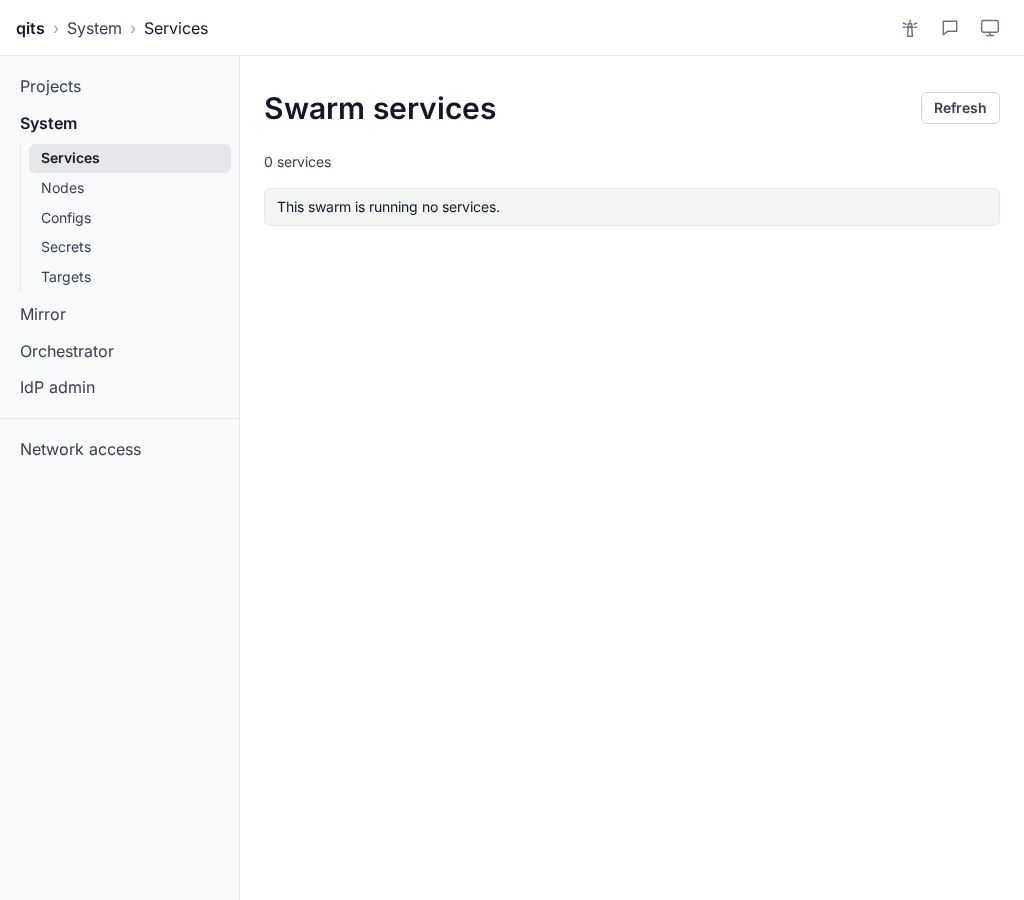 qits › System › Services
Projects
System
Services
Nodes
Configs
Secrets
Targets
Mirror
Orchestrator
IdP admin
Network access
Swarm services
Refresh
0 services
This swarm is running no services.